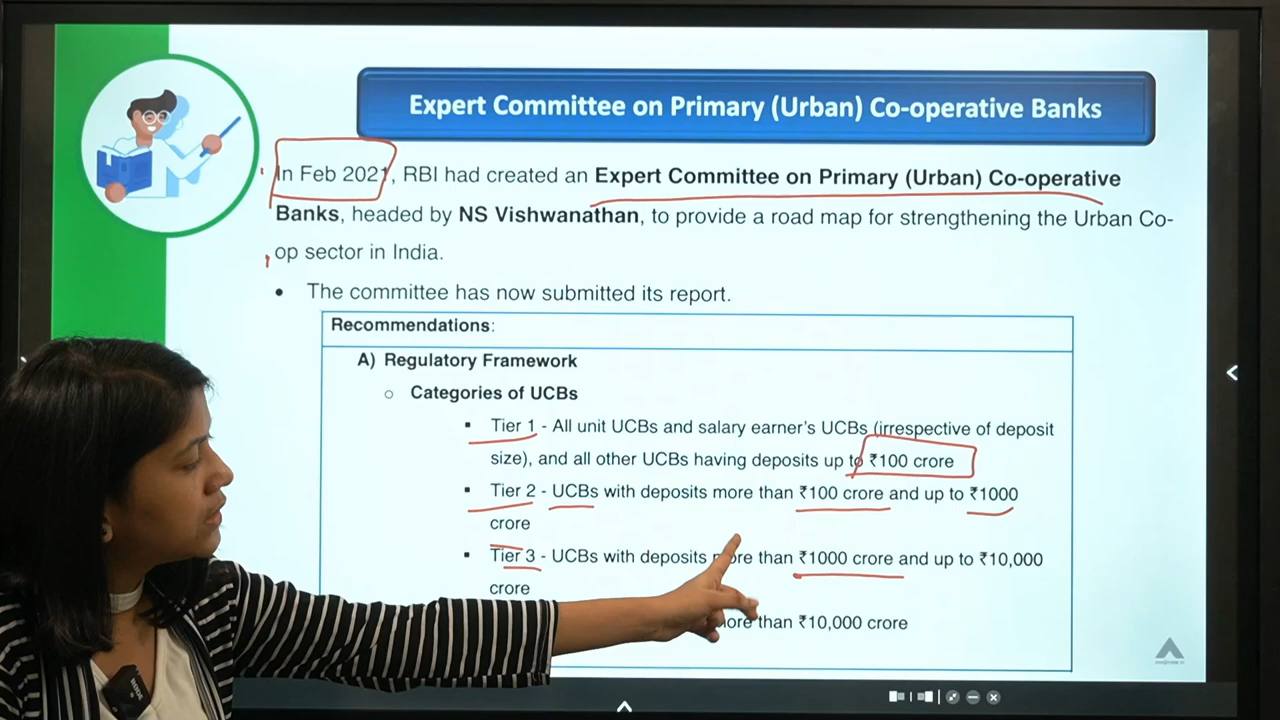 Expert Committee on Primary (Urban) Co-operative Banks
In Feb 2021, RBI had created an Expert Committee on Primary (Urban) Co-operative
Banks, headed by NS Vishwanathan, to provide a road map for strengthening the Urban Co-
op sector in India.
• The committee has now submitted its report.
Recommendations:
A) Regulatory Framework
○ Categories of UCBs
▪ Tier 1 - All unit UCBs and salary earner's UCBs (irrespective of deposit
size), and all other UCBs having deposits up to ₹100 crore
▪ Tier 2 - UCBs with deposits more than ₹100 crore and up to ₹1000
crore
▪ Tier 3 - UCBs with deposits more than ₹1000 crore and up to ₹10,000
crore
than ₹10,000 crore